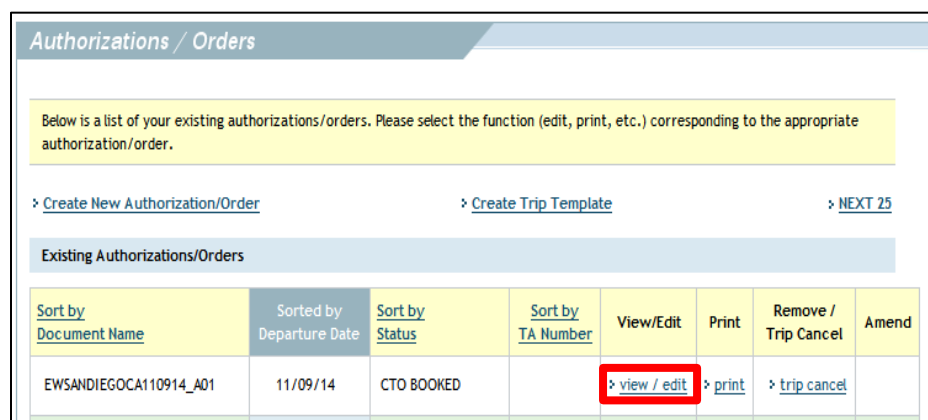 Authorizations / Orders
Below is a list of your existing authorizations/orders. Please select the function (edit, print, etc.) corresponding to the appropriate
authorization/order.
Create New Authorization/Order
Create Trip Template
NEXT 25
Existing Authorizations/Orders
Sort by
Document Name
Sorted by
Departure Date
Sort by
Status
Sort by
TA Number
View/Edit
Print
Remove /
Trip Cancel
Amend
EWSANDIEGOCA110914_A01
11/09/14
CTO BOOKED
view / edit
print
trip cancel